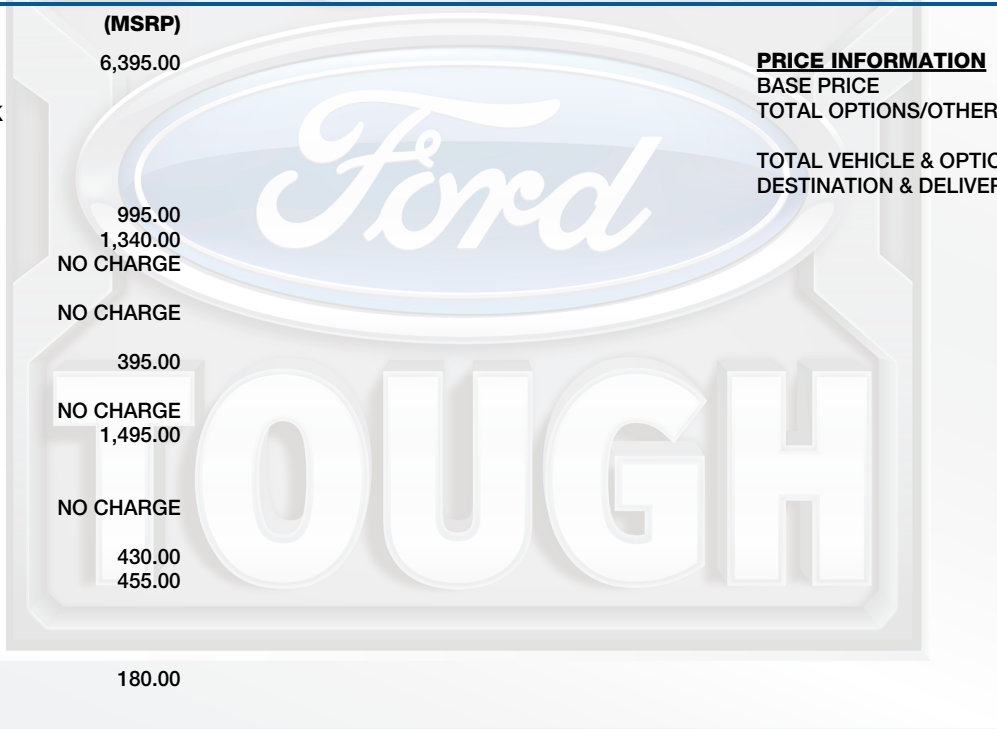 (MSRP)
6,395.00
995.00
1,340.00
NO CHARGE
NO CHARGE
395.00
NO CHARGE
1,495.00
NO CHARGE
430.00
455.00
180.00
PRICE INFORMATION
BASE PRICE
TOTAL OPTIONS/OTHER
TOTAL VEHICLE & OPTIO
DESTINATION & DELIVER
Ford
TOUGH